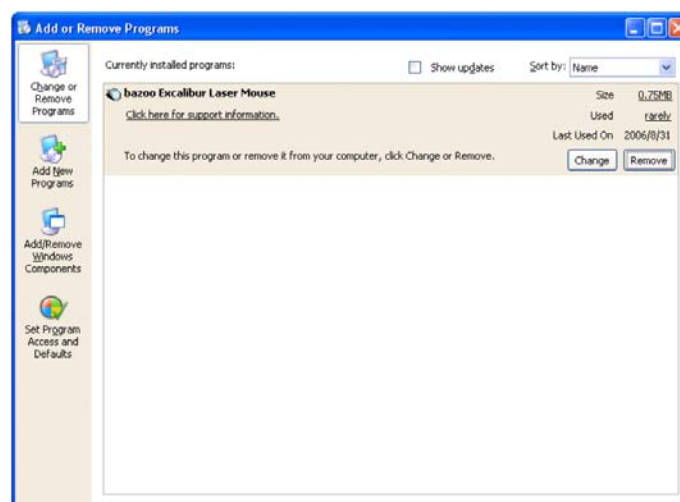 Add or Remove Programs
Change or
Remove
Programs
Add New
Programs
Add/Remove
Windows
Components
Set Program
Access and
Defaults
Currently installed programs:
Show updates
Sort by: Name
bazoo Excalibur Laser Mouse
Size 0.75MB
Click here for support information.
Used rarely
Last Used On 2006/8/31
To change this program or remove it from your computer, click Change or Remove.
Change Remove